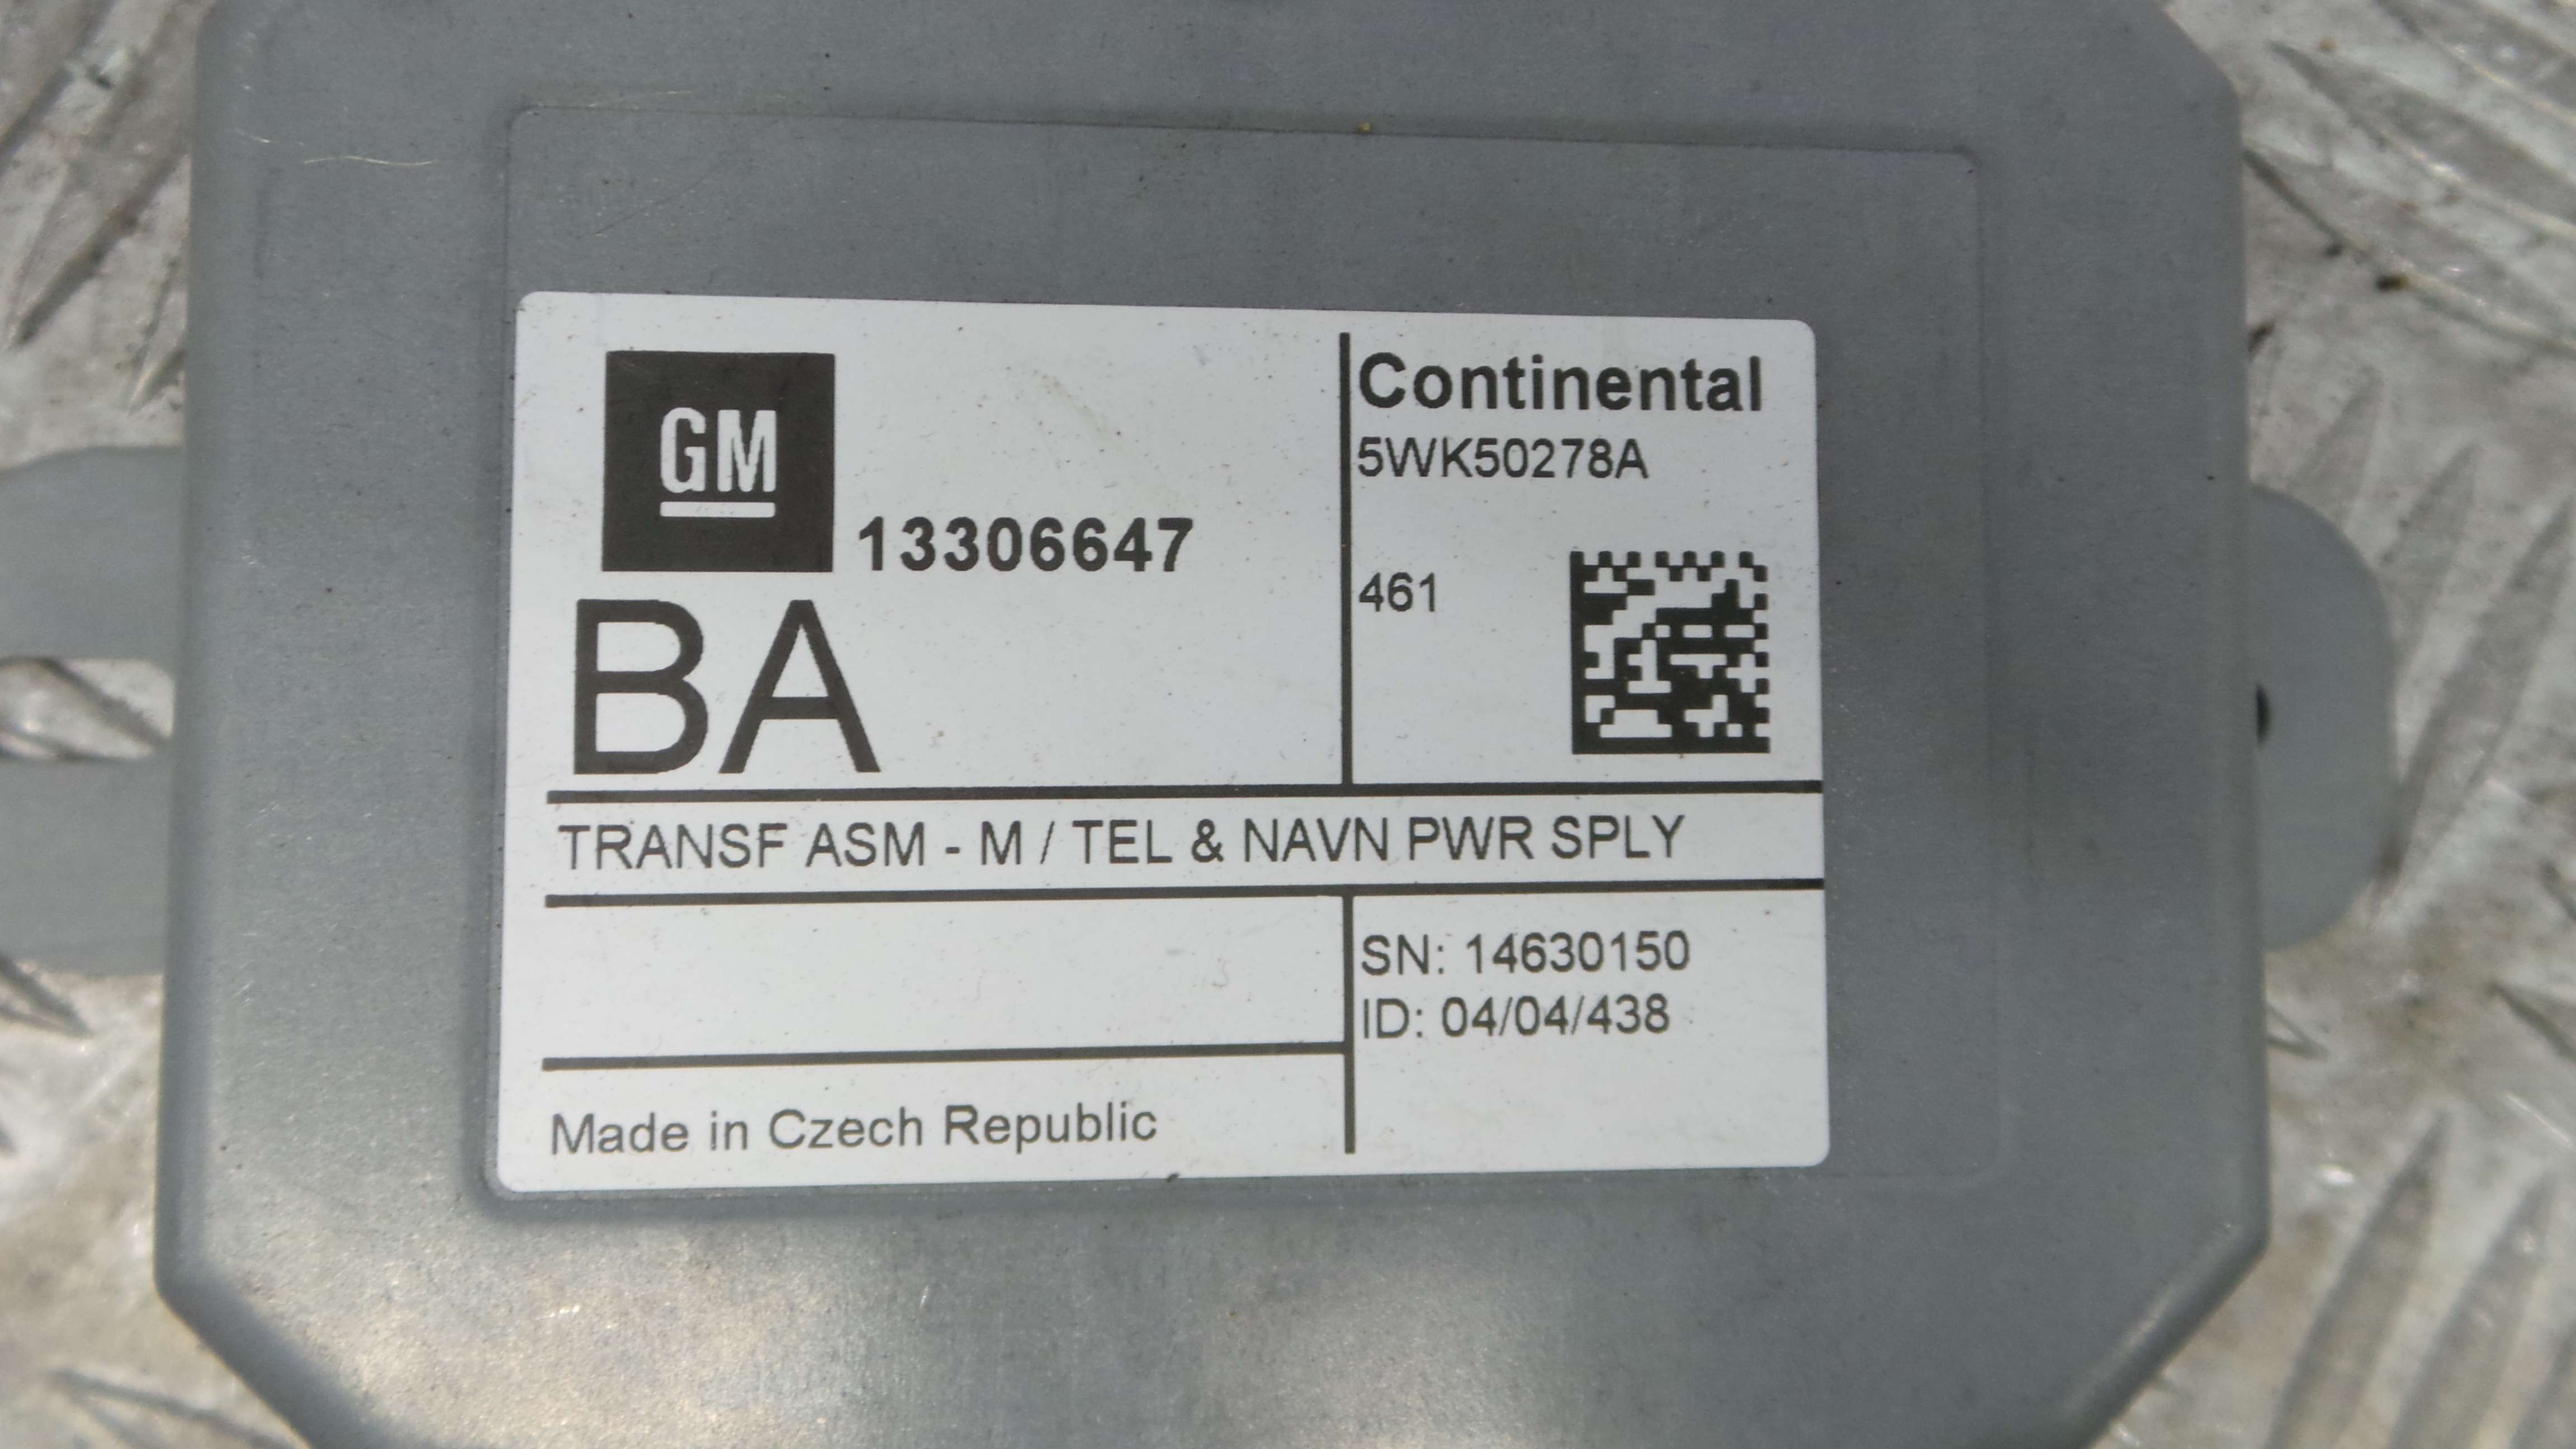 GM
13306647
BA
Continental
5WK50278A
461
TRANSF ASM - M / TEL & NAVN PWR SPLY
SN: 14630150
ID: 04/04/438
Made in Czech Republic